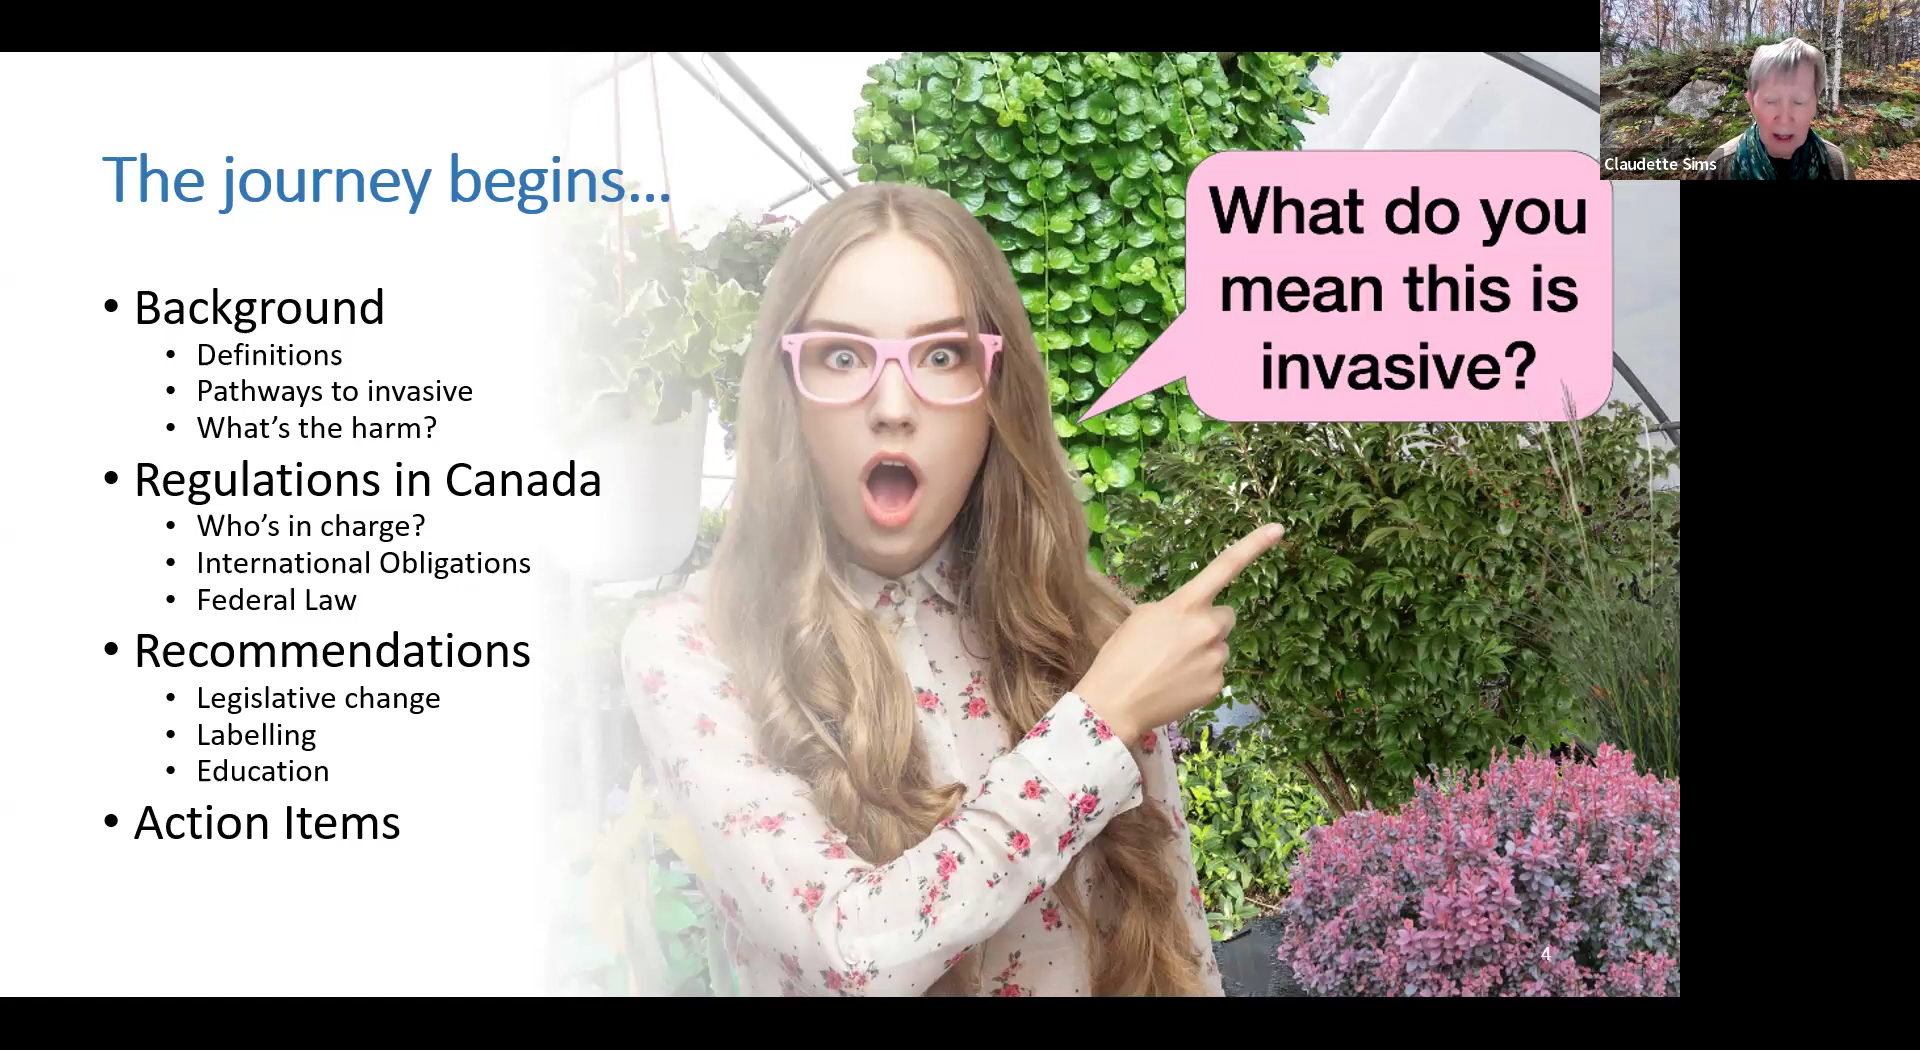 The journey begins...
• Background
• Definitions
• Pathways to invasive
• What's the harm?
• Regulations in Canada
• Who's in charge?
• International Obligations
• Federal Law
• Recommendations
• Legislative change
• Labelling
• Education
• Action Items
What do you
mean this is
invasive?
Claudette Sims
4